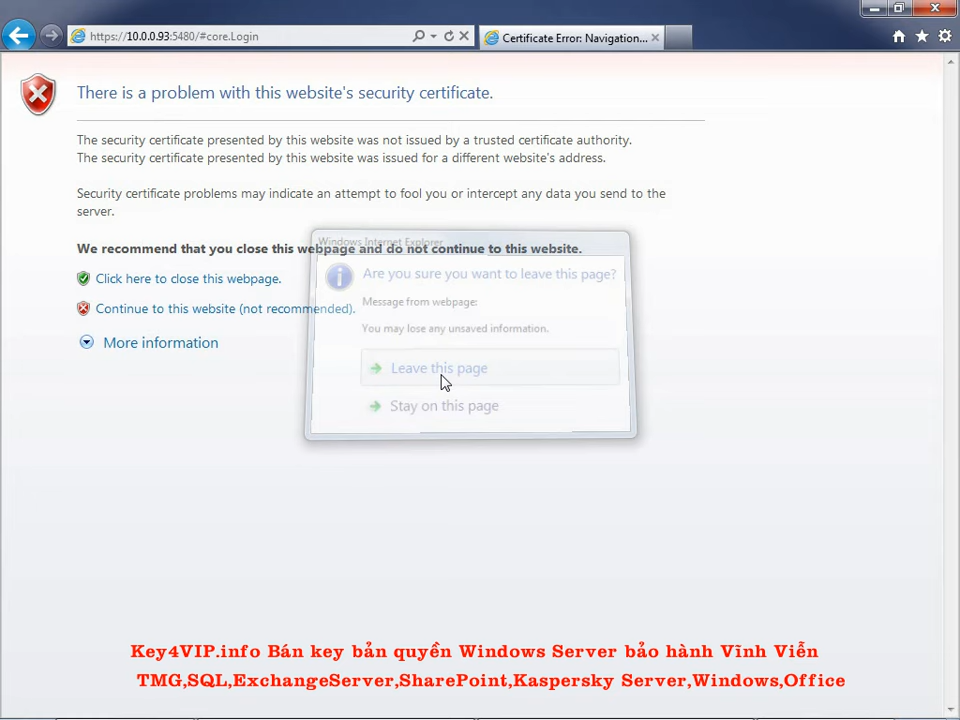 https://10.0.0.93:5480/#core.Login
Certificate Error: Navigation...
There is a problem with this website's security certificate.
The security certificate presented by this website was not issued by a trusted certificate authority.
The security certificate presented by this website was issued for a different website's address.
Security certificate problems may indicate an attempt to fool you or intercept any data you send to the
server.
We recommend that you close this webpage and do not continue to this website.
Click here to close this webpage.
Continue to this website (not recommended).
More information
Windows Internet Explorer
Are you sure you want to leave this page?
Message from webpage:
You may lose any unsaved information.
Leave this page
Stay on this page
Key4VIP.info Bán key bản quyền Windows Server bảo hành Vĩnh Viễn
TMG,SQL,ExchangeServer,SharePoint,Kaspersky Server,Windows,Office